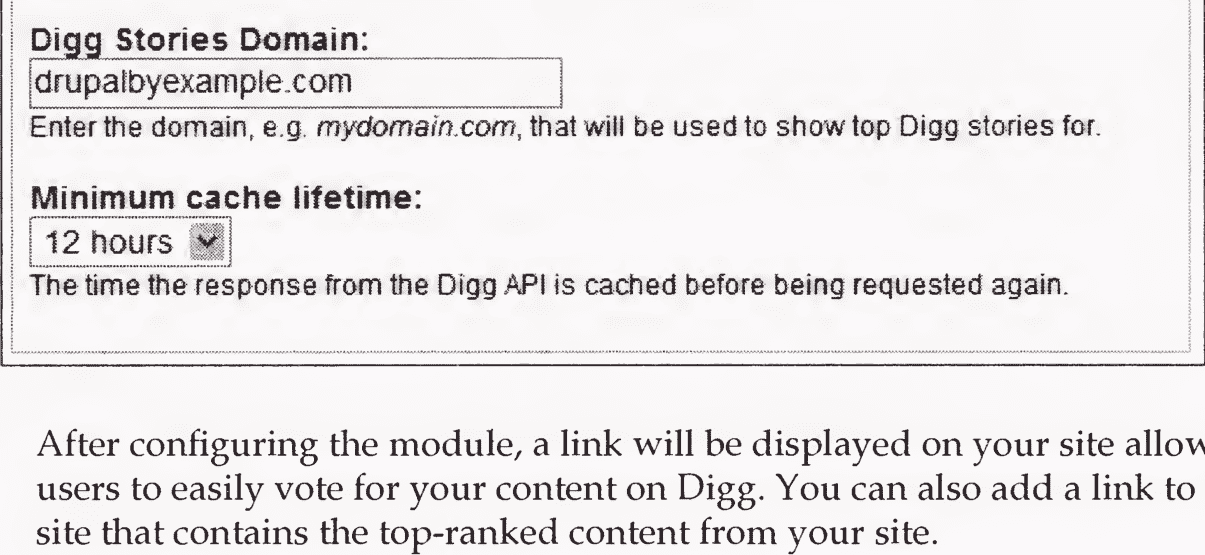 Digg Stories Domain:
drupalbyexample.com
Enter the domain, e.g. mydomain.com, that will be used to show top Digg stories for.
Minimum cache lifetime:
12 hours
The time the response from the Digg API is cached before being requested again.
After configuring the module, a link will be displayed on your site allow
users to easily vote for your content on Digg. You can also add a link to
site that contains the top-ranked content from your site.